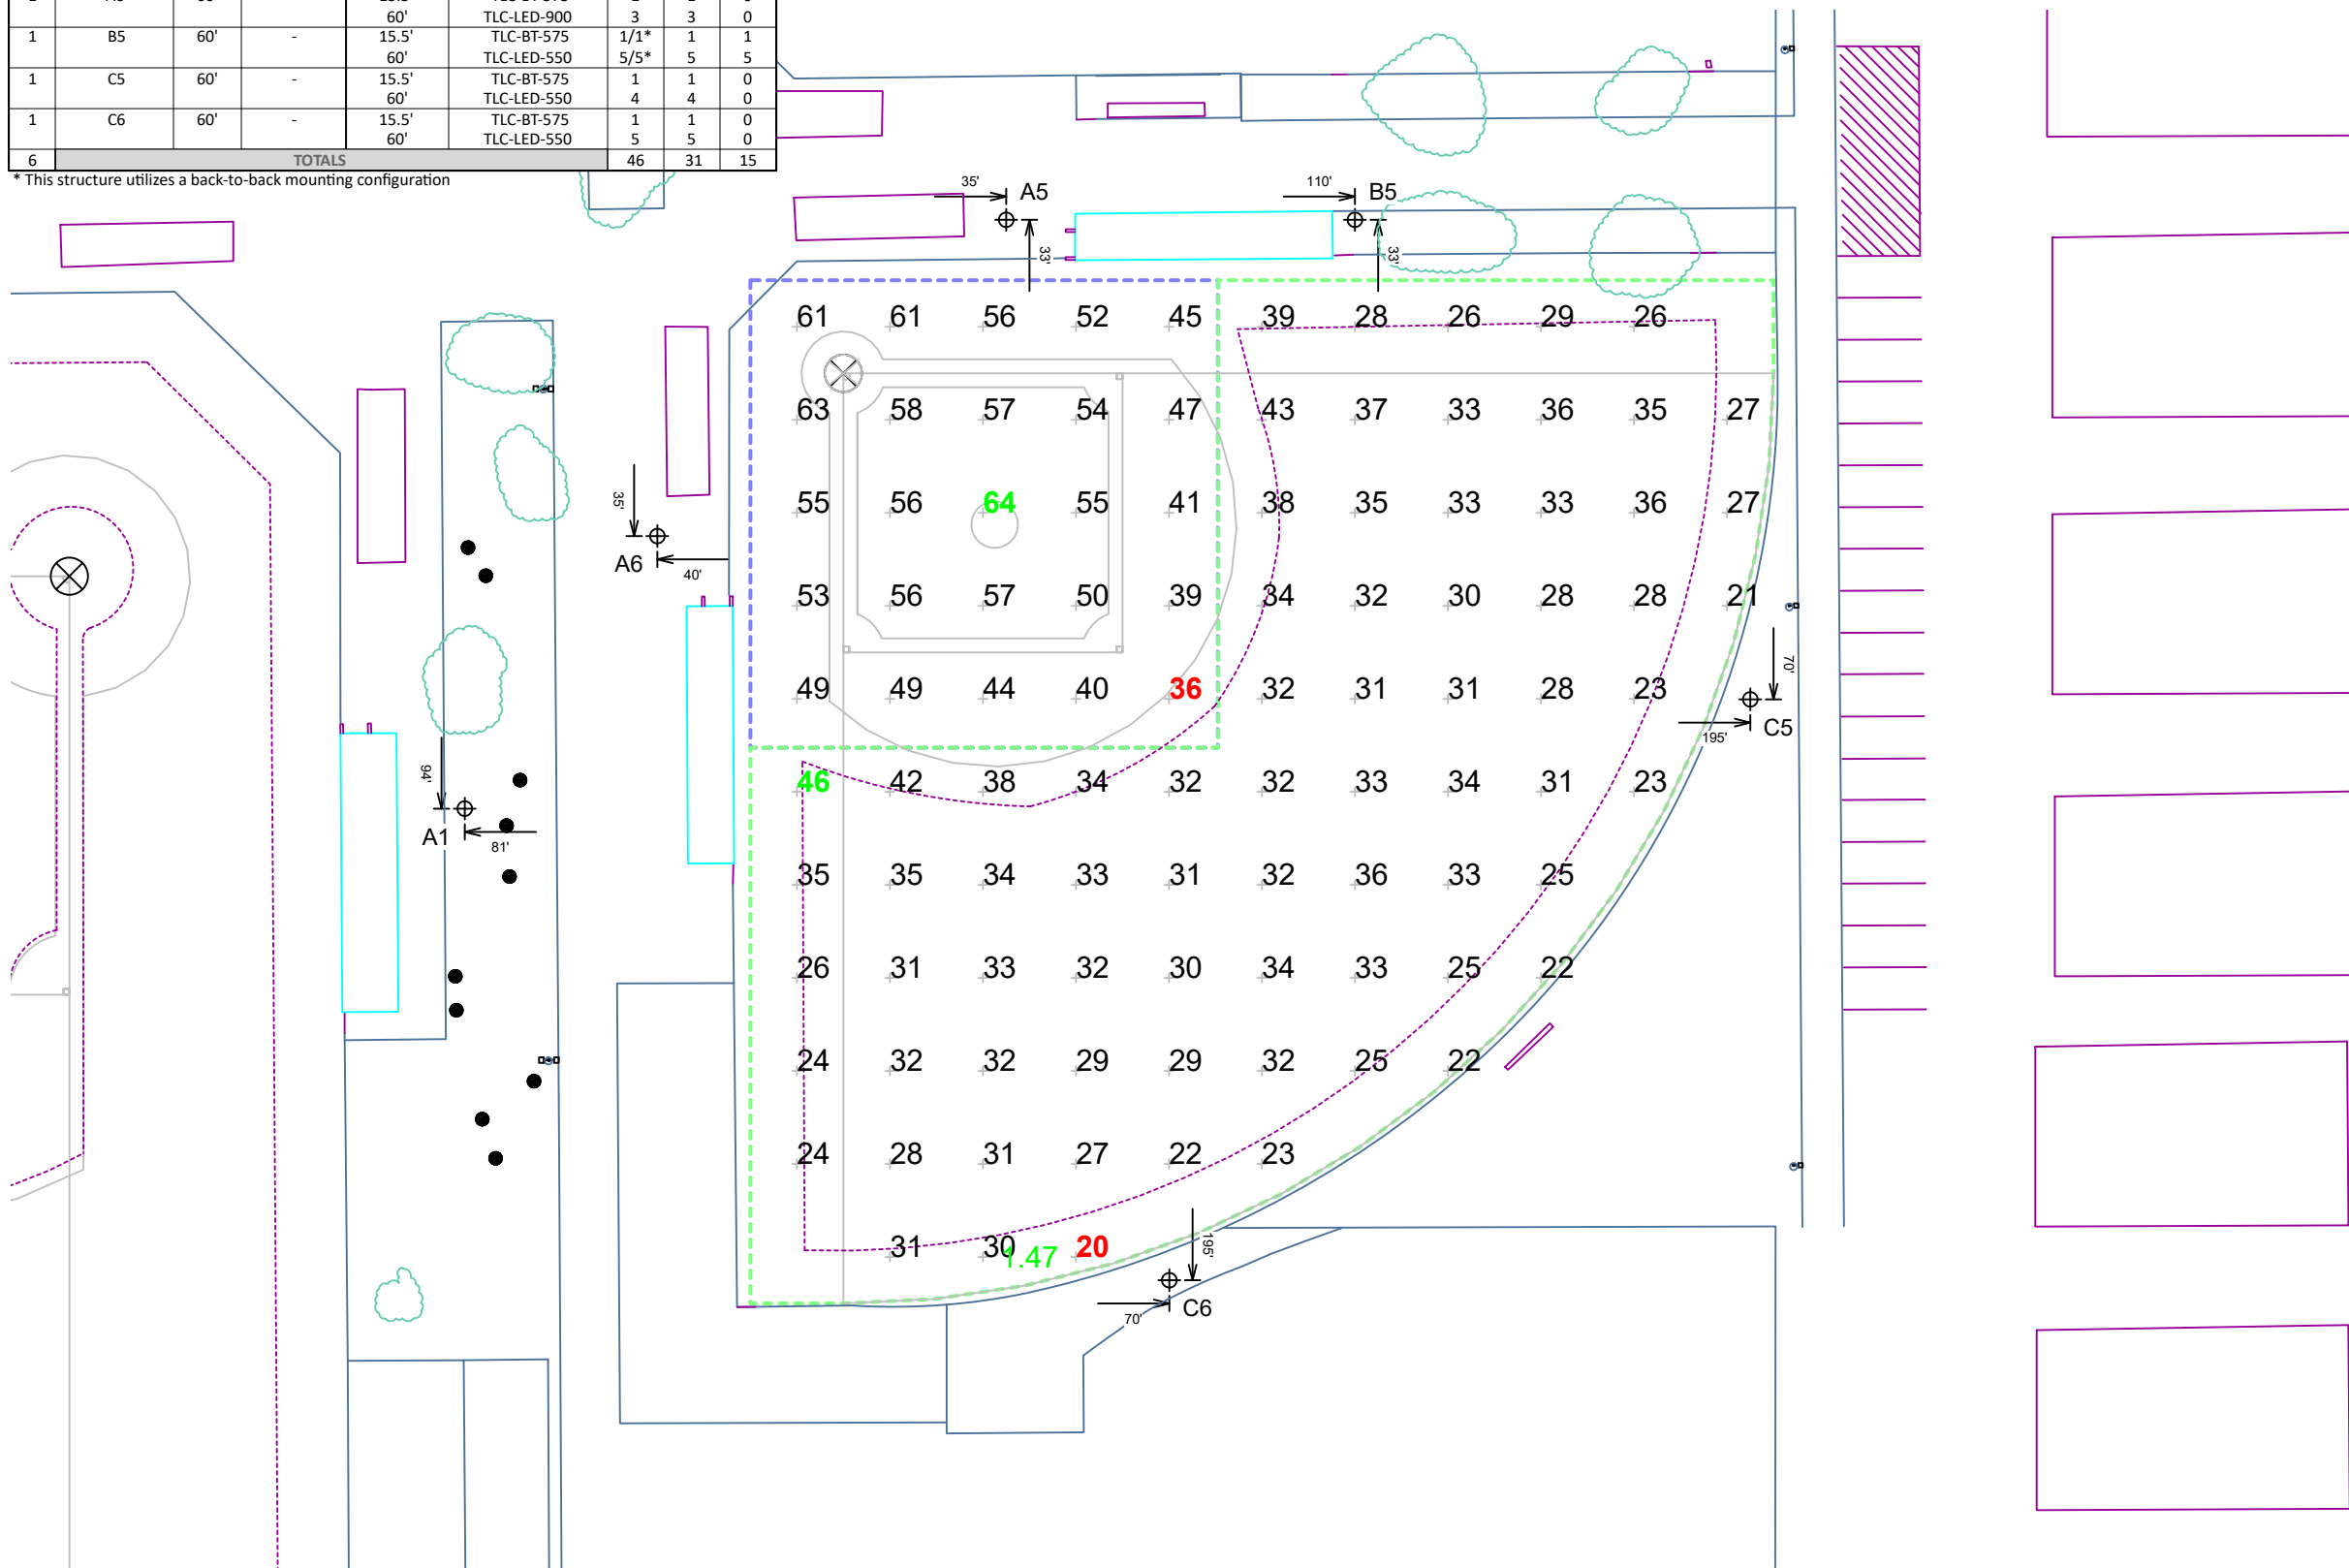 60' TLC-LED-900 3 3 0
1 B5 60' - 15.5' TLC-BT-575 1/1* 1 1
60' TLC-LED-550 5/5* 5 5
1 C5 60' - 15.5' TLC-BT-575 1 1 0
60' TLC-LED-550 4 4 0
1 C6 60' - 15.5' TLC-BT-575 1 1 0
60' TLC-LED-550 5 5 0
6 TOTALS 46 31 15
* This structure utilizes a back-to-back mounting configuration
35' A5 110' B5
33' 33'
61 61 56 52 45 39 28 26 29 26
63 58 57 54 47 43 37 33 36 35 27
35' 55 56 64 55 41 38 35 33 33 36 27
A6 40'
53 56 57 50 39 34 32 30 28 28 21
70'
49 49 44 40 36 32 31 31 28 23
C5
195'
94' 46 42 38 34 32 32 33 34 31 23
A1 81'
35 35 34 33 31 32 36 33 25
26 31 33 32 30 34 33 25 22
24 32 32 29 29 32 25 22
24 28 31 27 22 23
31 30 20 195'
1.47
C6
70'